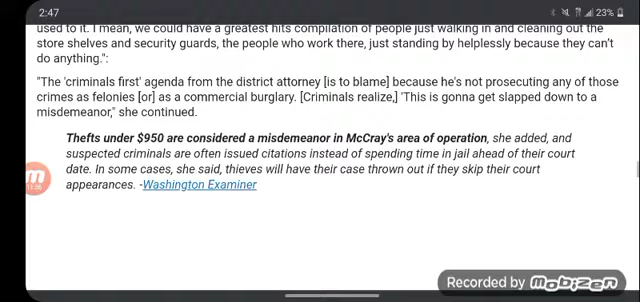 2:47
23%
used to it. I mean, we could have a greatest hits compilation of people just walking in and cleaning out the
store shelves and security guards, the people who work there, just standing by helplessly because they can't
do anything.":
"The 'criminals first' agenda from the district attorney [is to blame] because he's not prosecuting any of those
crimes as felonies [or] as a commercial burglary. [Criminals realize,] 'This is gonna get slapped down to a
misdemeanor," she continued.
Thefts under $950 are considered a misdemeanor in McCray's area of operation, she added, and
suspected criminals are often issued citations instead of spending time in jail ahead of their court
date. In some cases, she said, thieves will have their case thrown out if they skip their court
appearances. -Washington Examiner
Recorded by Mobizen